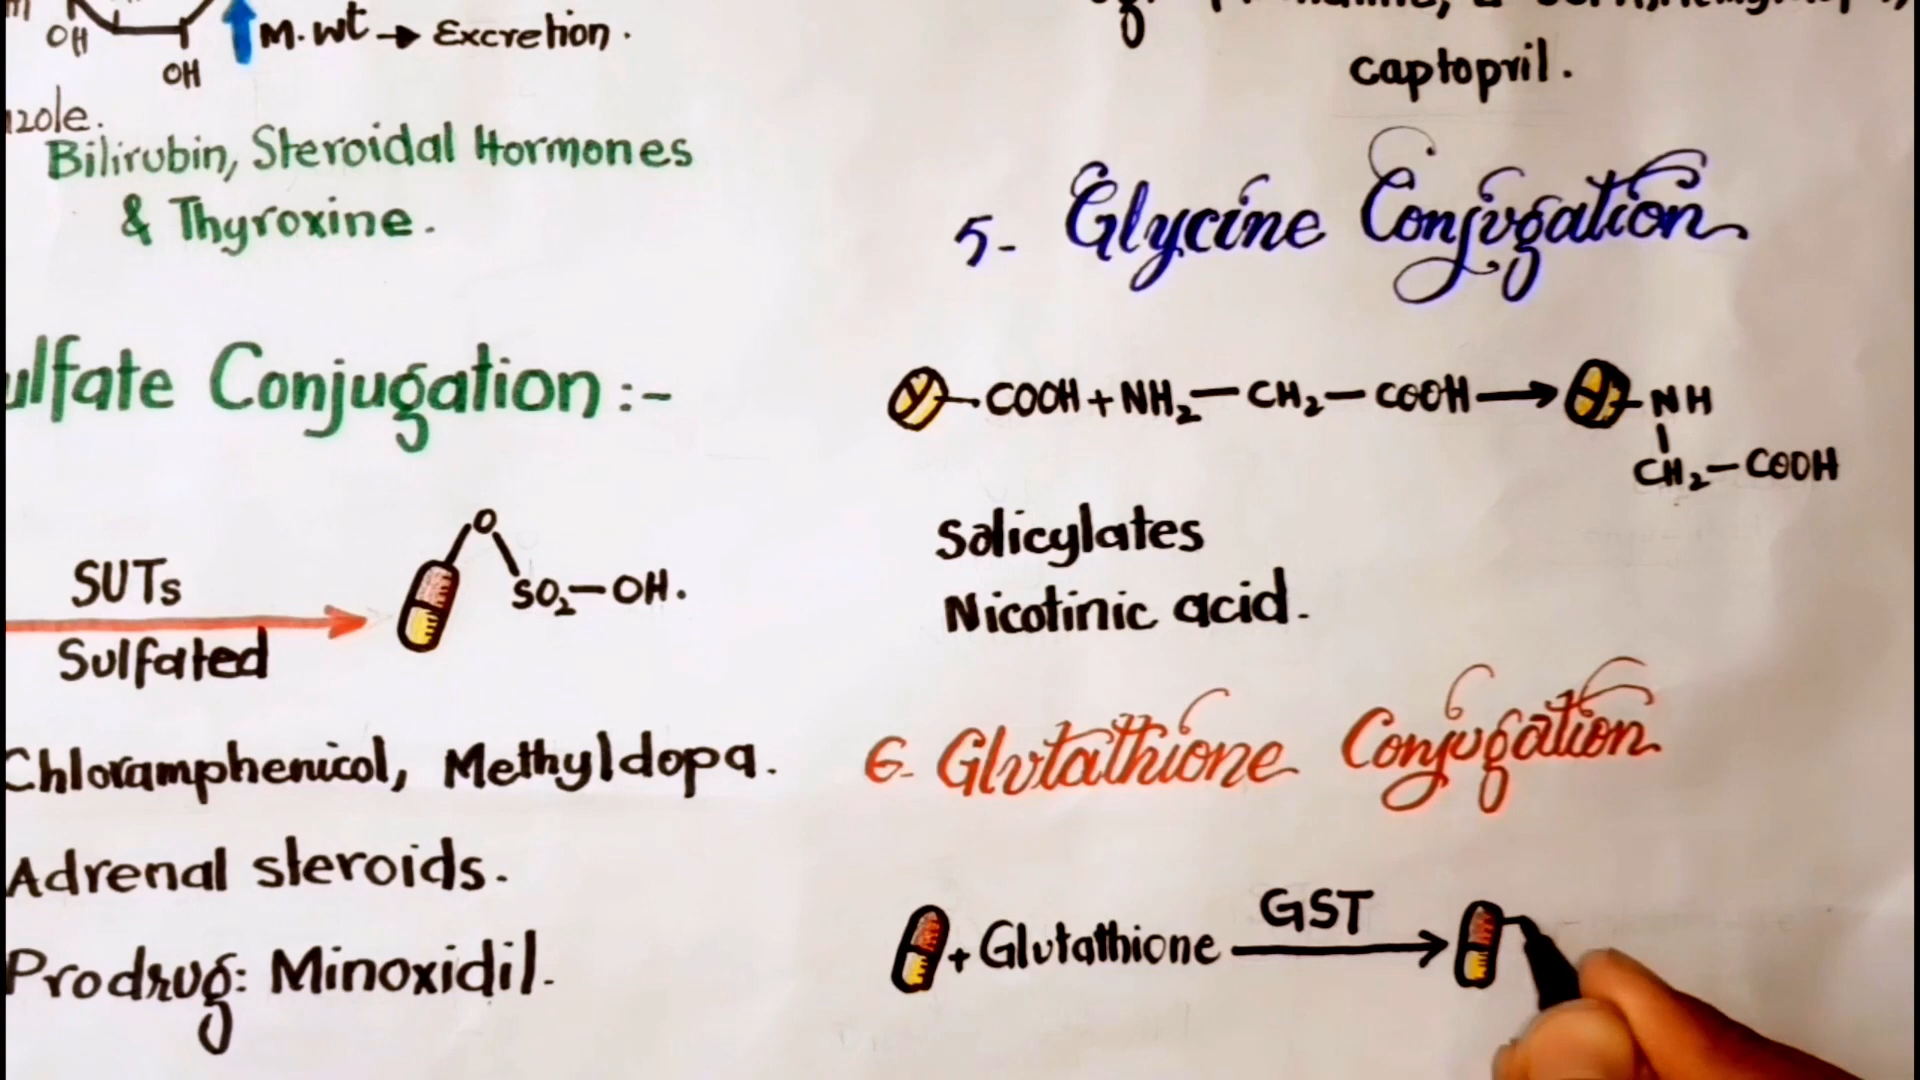 OH
OH
M.wt → Excretion.
Bilirubin, Steroidal Hormones
& Thyroxine.
ulfate Conjugation :-
SUTs
Sulfated
O
SO₂—OH.
Chloramphenicol, Methyldopa.
Adrenal steroids.
Prodrug: Minoxidil.
captopril.
5- Glycine Conjugation
COOH + NH₂— CH₂— COOH → NH
CH₂—COOH
Salicylates
Nicotinic acid.
6- Glutathione Conjugation
+ Glutathione GST →